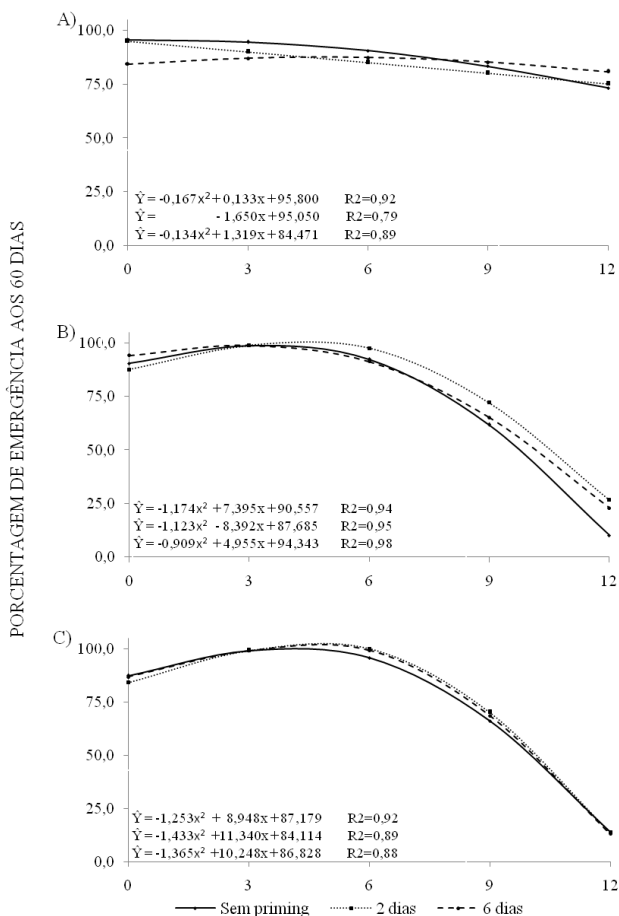 PORCENTAGEM DE EMERGÊNCIA AOS 60 DIAS
A)
100,0
75,0
50,0
25,0
0,0
Ŷ = -0,167x² + 0,133x + 95,800 R2=0,92
Ŷ = - 1,650x + 95,050 R2=0,79
Ŷ = -0,134x² + 1,319x + 84,471 R2=0,89
0 3 6 9 12
B)
100,0
75,0
50,0
25,0
0,0
Ŷ = -1,174x² + 7,395x + 90,557 R2=0,94
Ŷ = -1,123x² - 8,392x + 87,685 R2=0,95
Ŷ = -0,909x² + 4,955x + 94,343 R2=0,98
0 3 6 9 12
C)
100,0
75,0
50,0
25,0
0,0
Ŷ = -1,253x² + 8,948x + 87,179 R2=0,92
Ŷ = -1,433x² +11,340x + 84,114 R2=0,89
Ŷ = -1,365x² +10,248x + 86,828 R2=0,88
0 3 6 9 12
Sem priming 2 dias 6 dias